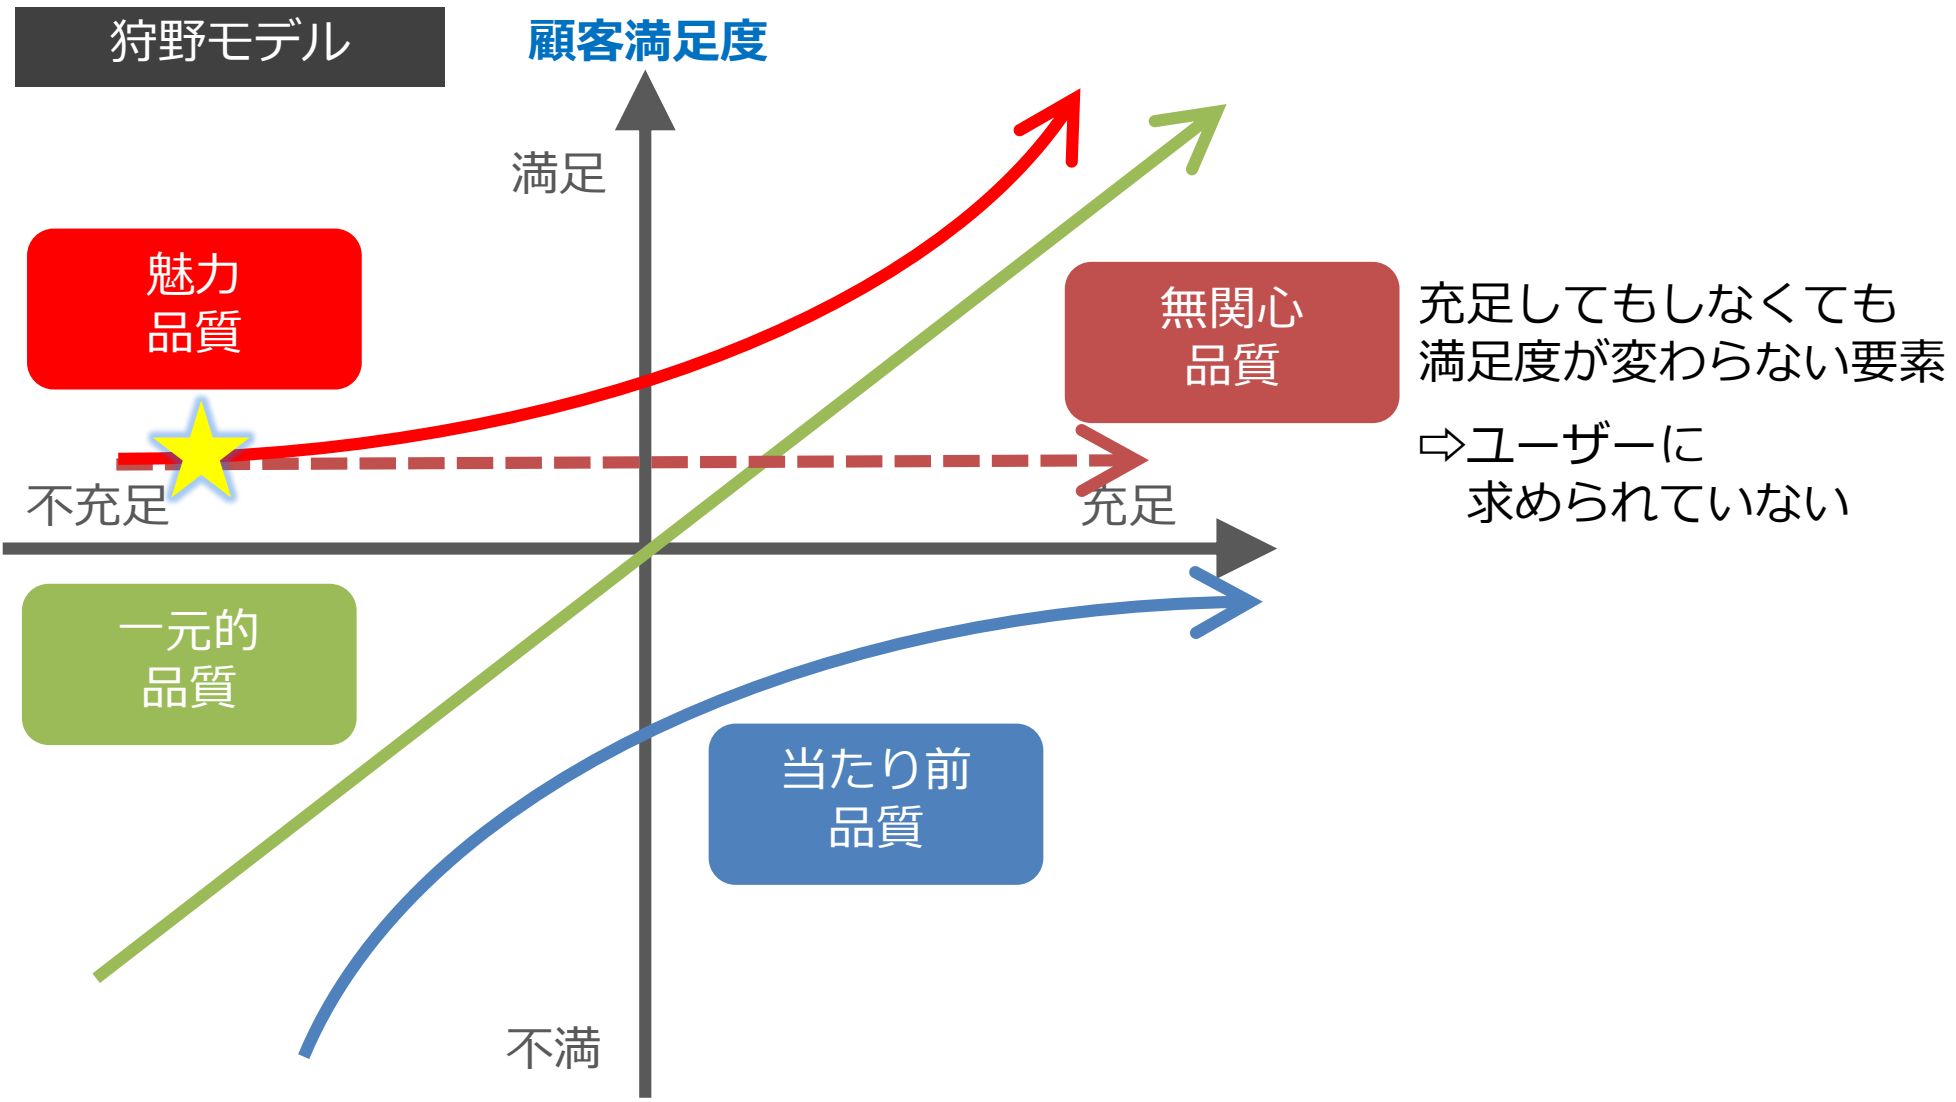 狩野モデル
顧客満足度
満足
魅力
品質
無関心
品質
充足してもしなくても
満足度が変わらない要素
⇨ユーザーに
求められていない
不充足
充足
一元的
品質
当たり前
品質
不満